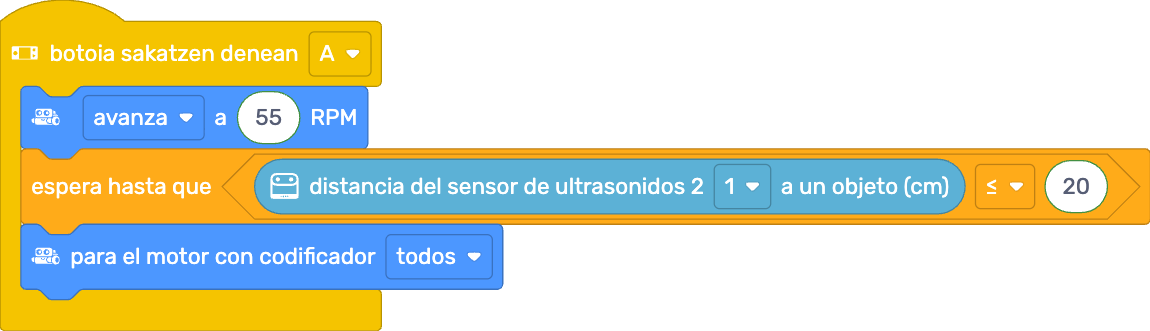 botoia sakatzen denean A
avanza a 55 RPM
espera hasta que distancia del sensor de ultrasonidos 2 1 a un objeto (cm) ≤ 20
para el motor con codificador todos